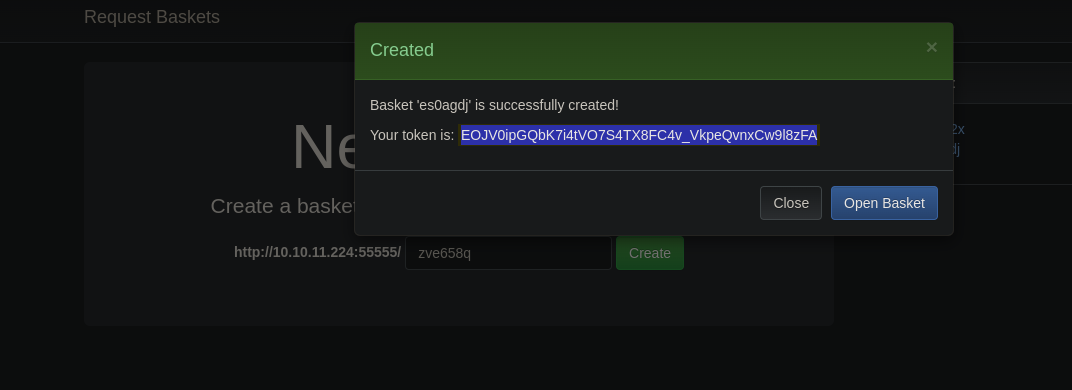 Request Baskets
Created ×
Basket 'es0agdj' is successfully created!
Your token is: EOJV0ipGQbK7i4tVO7S4TX8FC4v_VkpeQvnxCw9l8zFA
Close Open Basket
Ne
Create a basket
http://10.10.11.224:55555/ zve658q Create
2x
dj